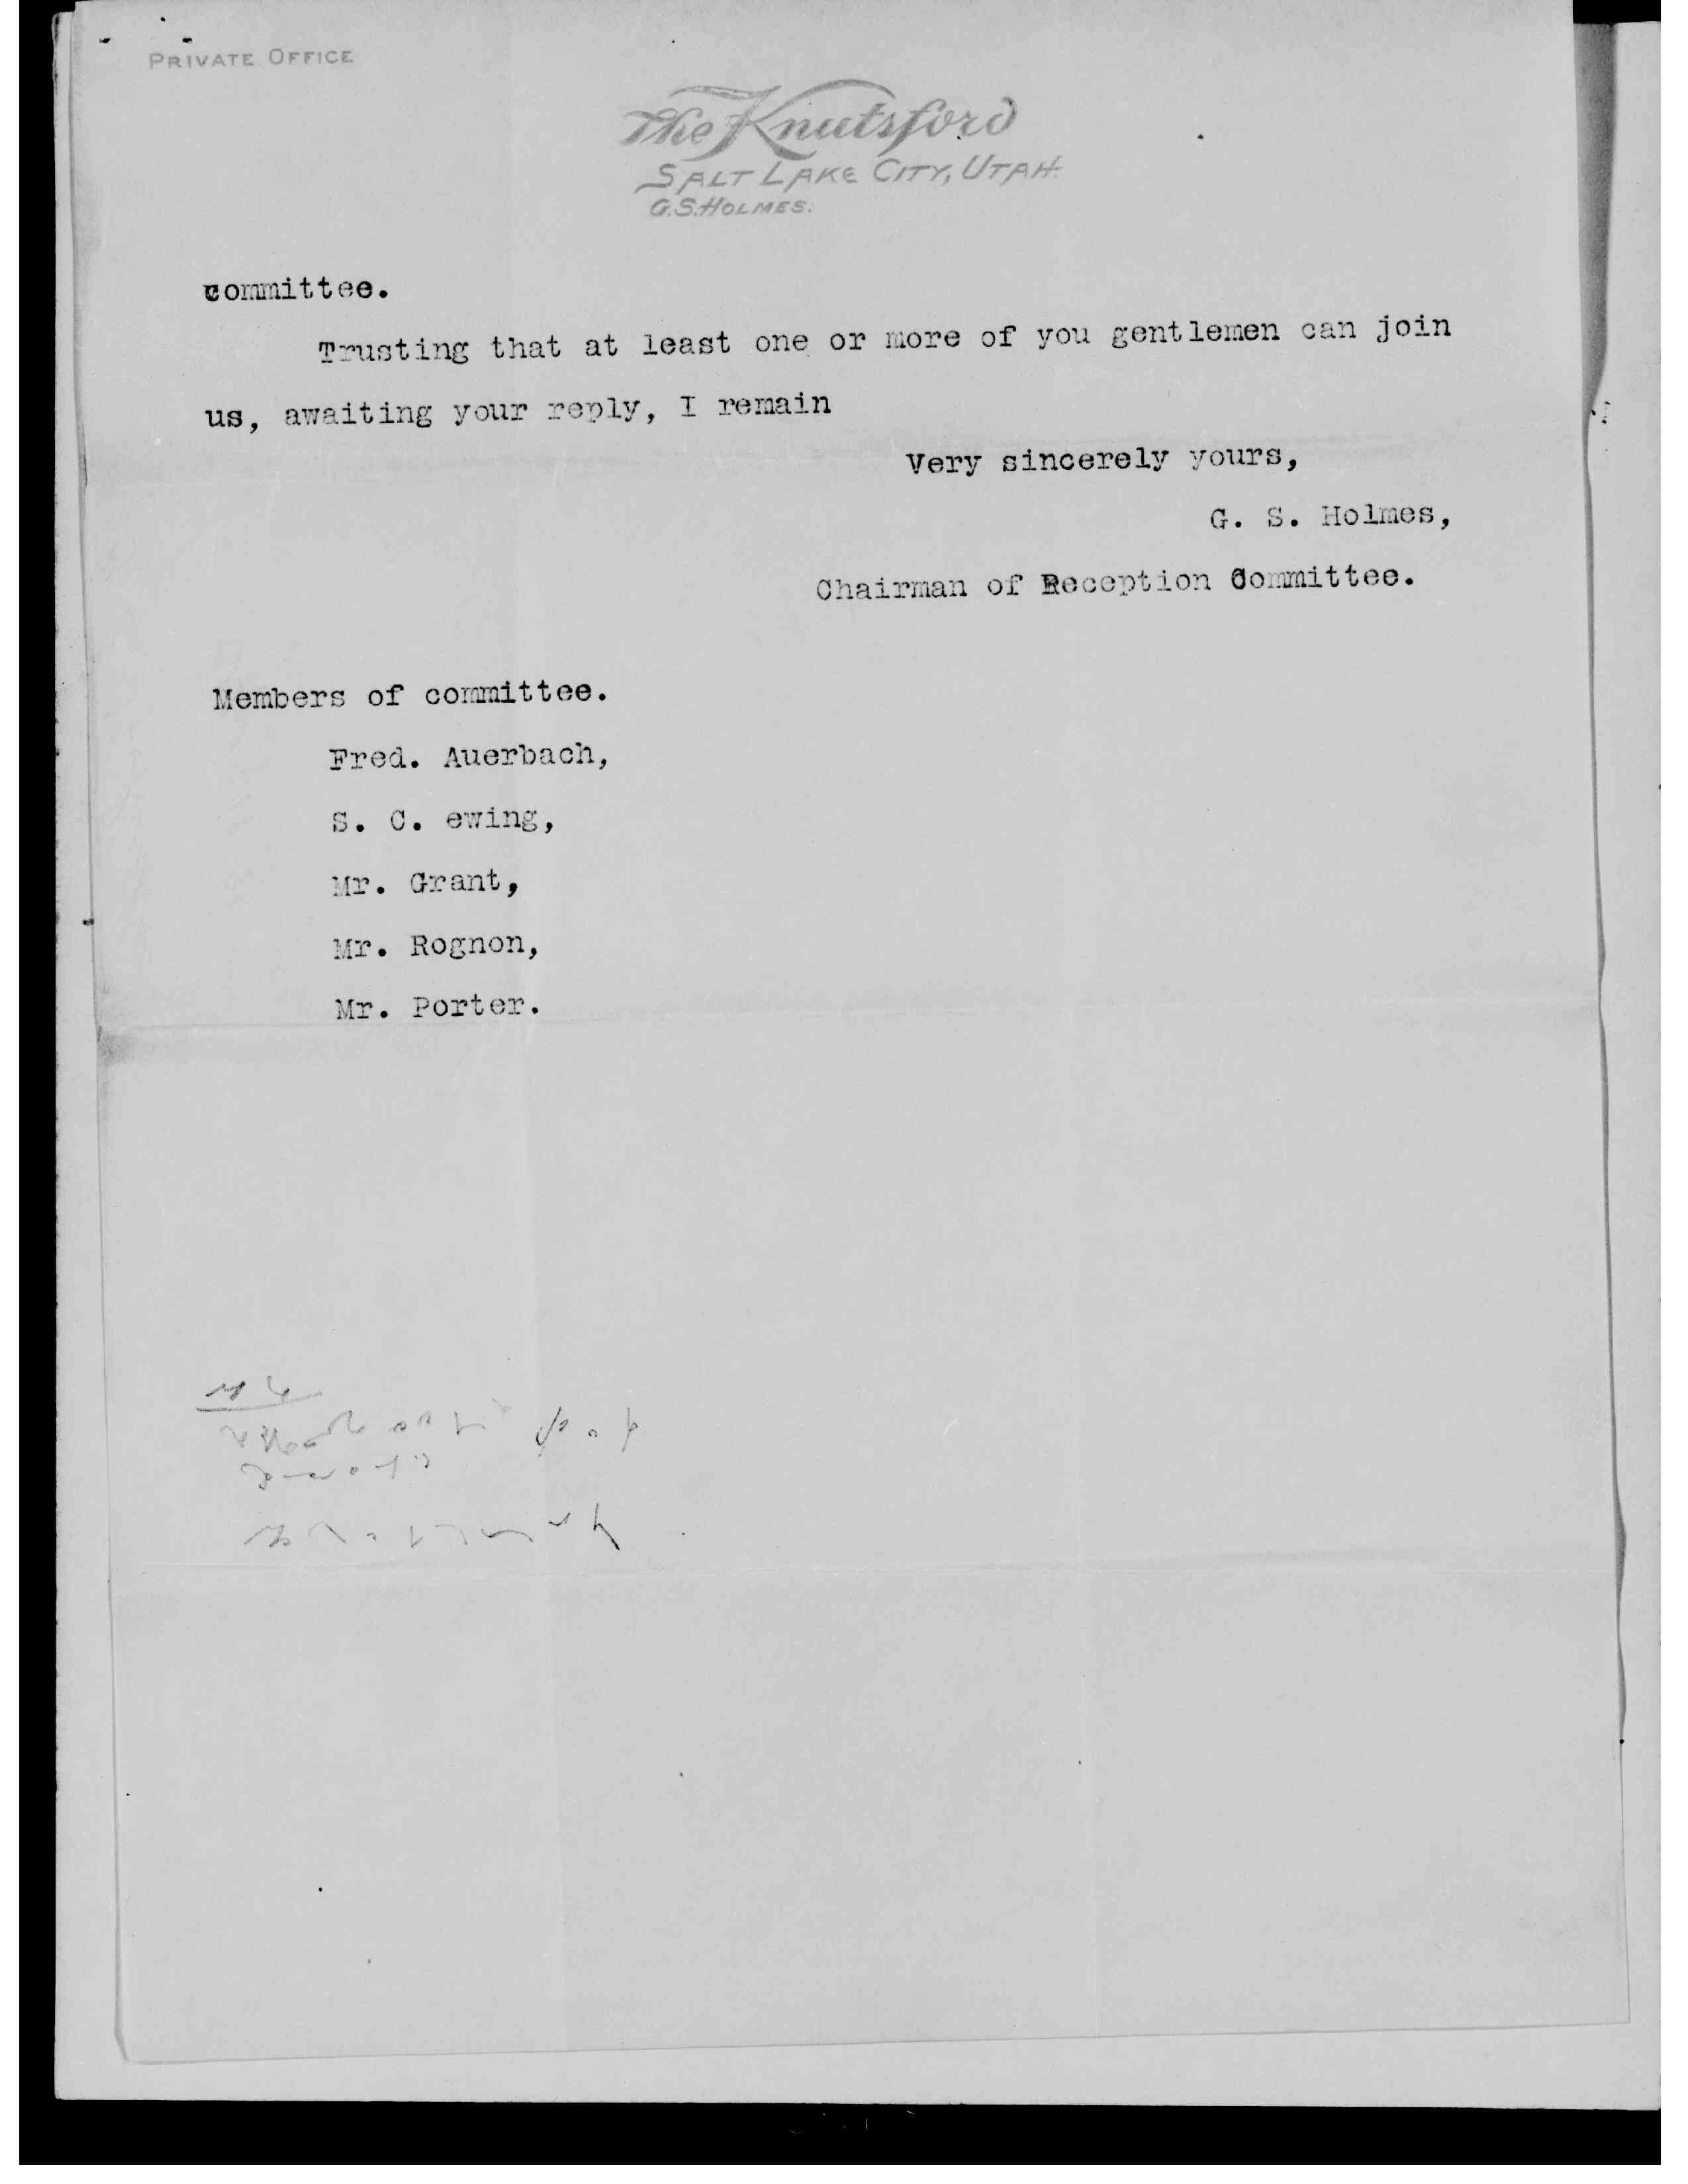 PRIVATE OFFICE
The Knutsford
SALT LAKE CITY, UTAH.
G.S. HOLMES.
committee.
Trusting that at least one or more of you gentlemen can join
us, awaiting your reply, I remain
Very sincerely yours,
G. S. Holmes,
Chairman of Reception Committee.
Members of committee.
Fred. Auerbach,
S. C. ewing,
Mr. Grant,
Mr. Rognon,
Mr. Porter.